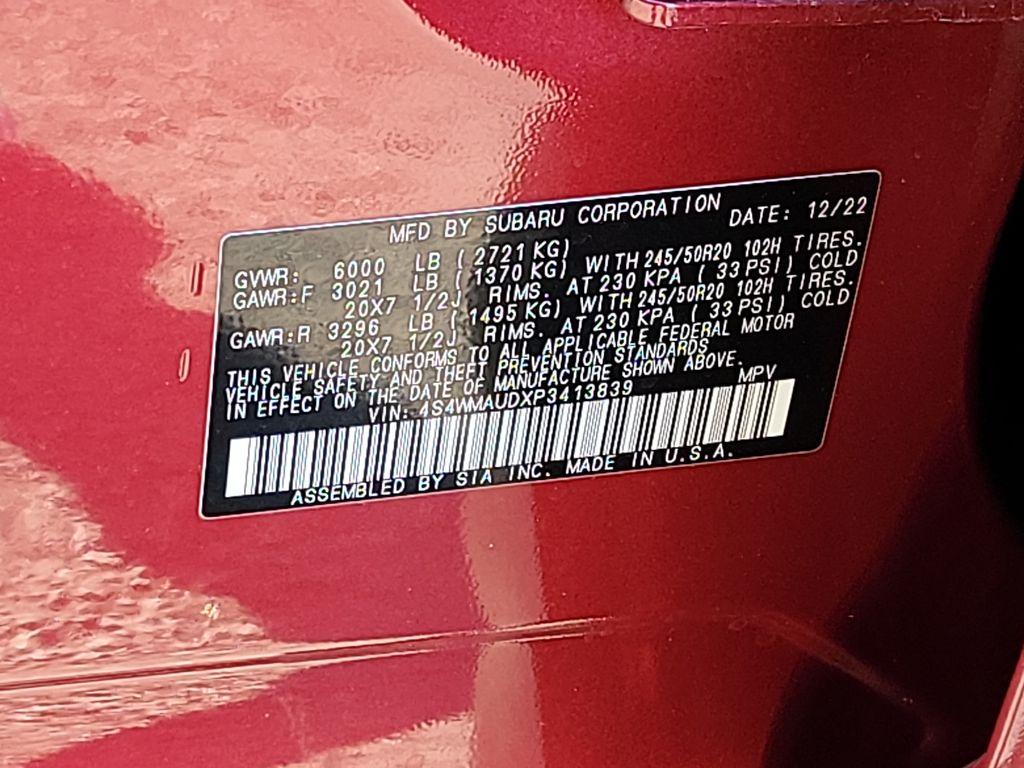 MFD BY SUBARU CORPORATION DATE: 12/22
GVWR: 6000 LB ( 2721 KG)
GAWR:F 3021 LB ( 1370 KG) WITH 245/50R20 102H TIRES.
20X7 1/2J RIMS. AT 230 KPA ( 33 PSI) COLD
GAWR:R 3296 LB ( 1495 KG) WITH 245/50R20 102H TIRES.
20X7 1/2J RIMS. AT 230 KPA ( 33 PSI) COLD
THIS VEHICLE CONFORMS TO ALL APPLICABLE FEDERAL MOTOR
VEHICLE SAFETY AND THEFT PREVENTION STANDARDS
IN EFFECT ON THE DATE OF MANUFACTURE SHOWN ABOVE.
VIN: 4S4WMAUDXP3413839 MPV
ASSEMBLED BY SIA INC. MADE IN U.S.A.